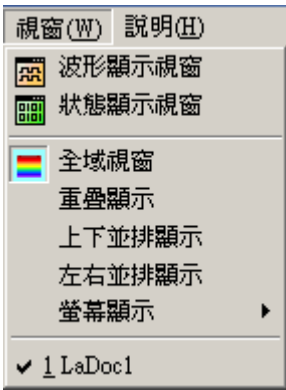 視窗(W) 說明(H)
波形顯示視窗
狀態顯示視窗
全域視窗
重疊顯示
上下並排顯示
左右並排顯示
螢幕顯示
1 LaDoc1